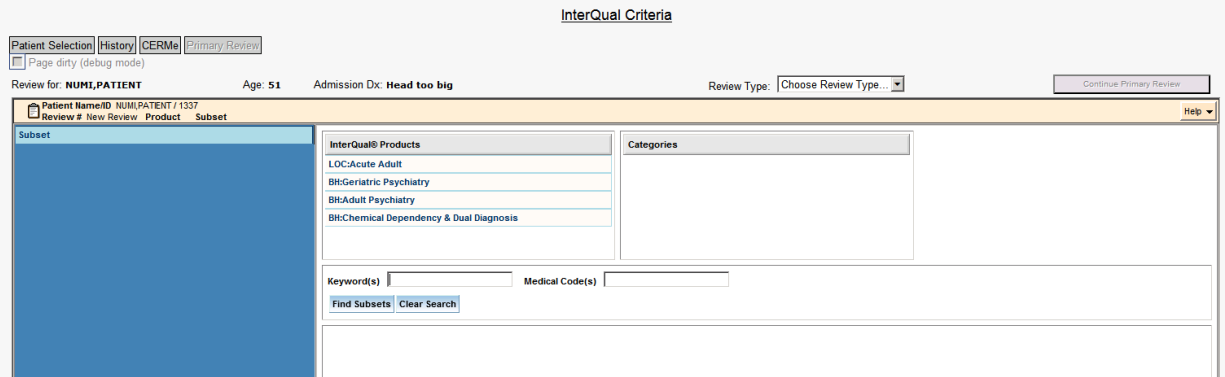 InterQual Criteria
Patient Selection History CERMe Primary Review
Page dirty (debug mode)
Review for: NUMI,PATIENT Age: 51 Admission Dx: Head too big Review Type: Choose Review Type... Continue Primary Review
Patient Name/ID NUMI,PATIENT / 1337
Review # New Review Product Subset Help
Subset
InterQual® Products Categories
LOC:Acute Adult
BH:Geriatric Psychiatry
BH:Adult Psychiatry
BH:Chemical Dependency & Dual Diagnosis
Keyword(s) Medical Code(s)
Find Subsets Clear Search